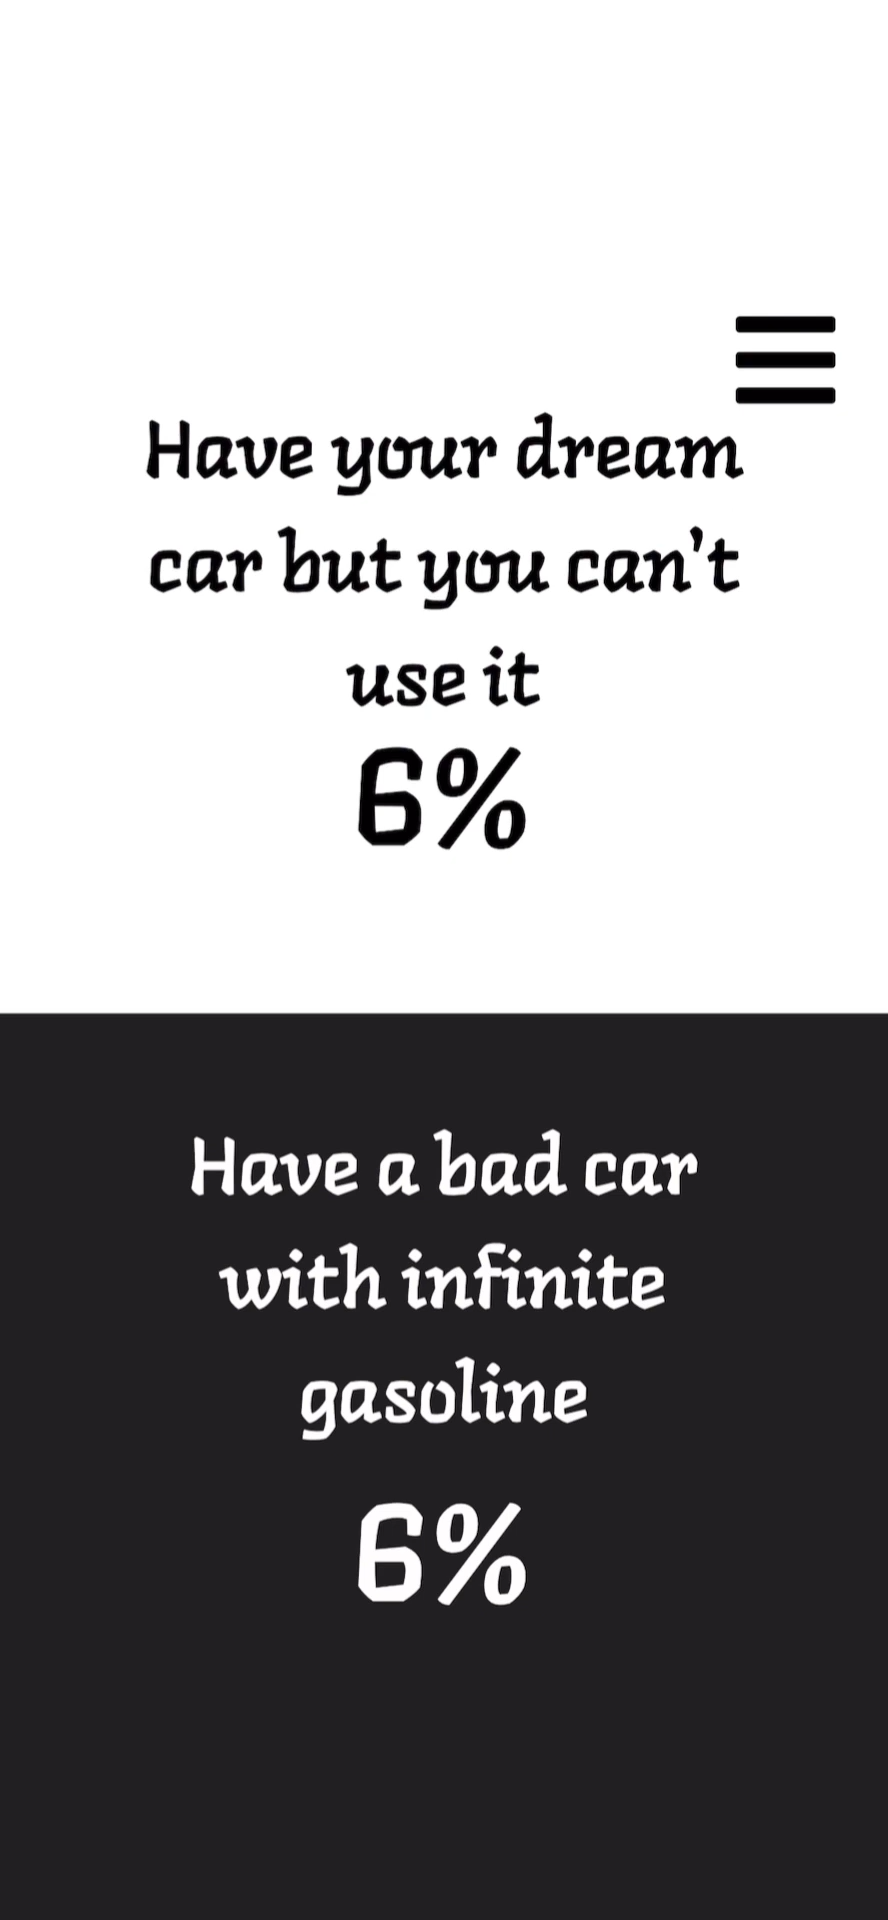 Have your dream
car but you can't
use it
6%
Have a bad car
with infinite
gasoline
6%